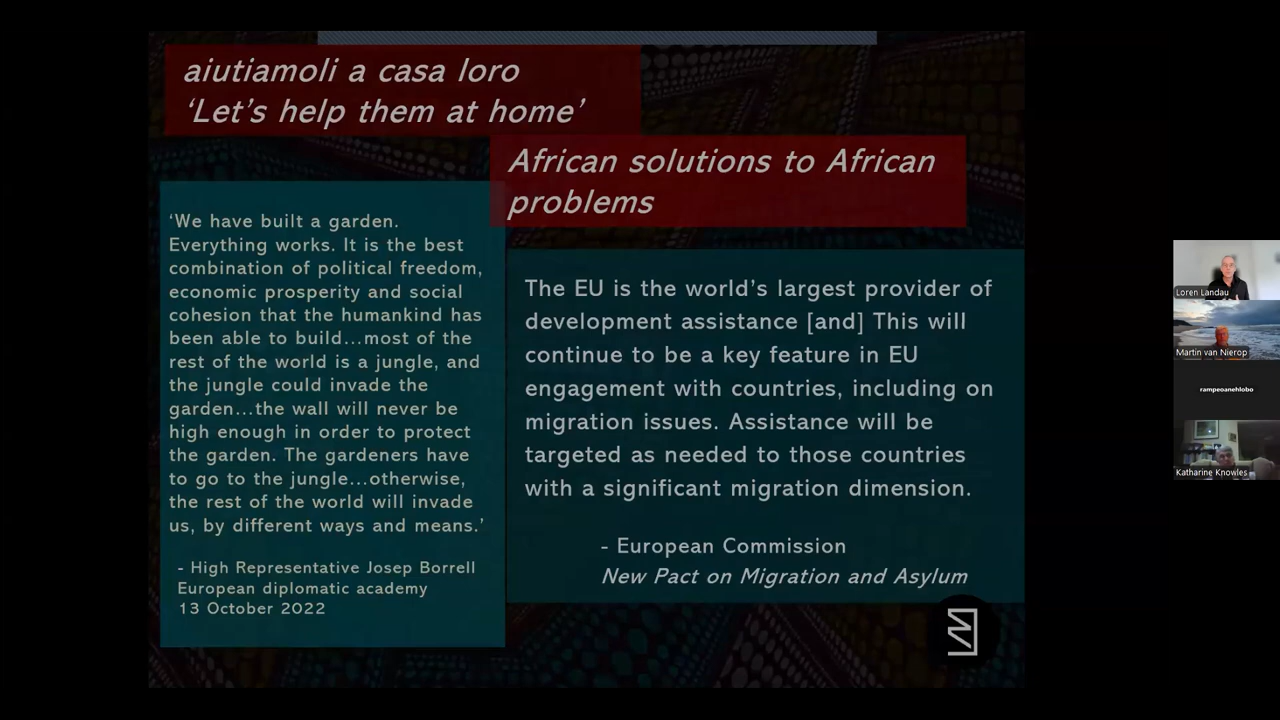 aiutiamoli a casa loro
‘Let’s help them at home’
African solutions to African
problems
‘We have built a garden.
Everything works. It is the best
combination of political freedom,
economic prosperity and social
cohesion that the humankind has
been able to build...most of the
rest of the world is a jungle, and
the jungle could invade the
garden...the wall will never be
high enough in order to protect
the garden. The gardeners have
to go to the jungle...otherwise,
the rest of the world will invade
us, by different ways and means.’
- High Representative Josep Borrell
European diplomatic academy
13 October 2022
The EU is the world’s largest provider of
development assistance [and] This will
continue to be a key feature in EU
engagement with countries, including on
migration issues. Assistance will be
targeted as needed to those countries
with a significant migration dimension.
- European Commission
New Pact on Migration and Asylum
Loren Landau
Martin van Nierop
rampeoanehlobo
Katharine Knowles